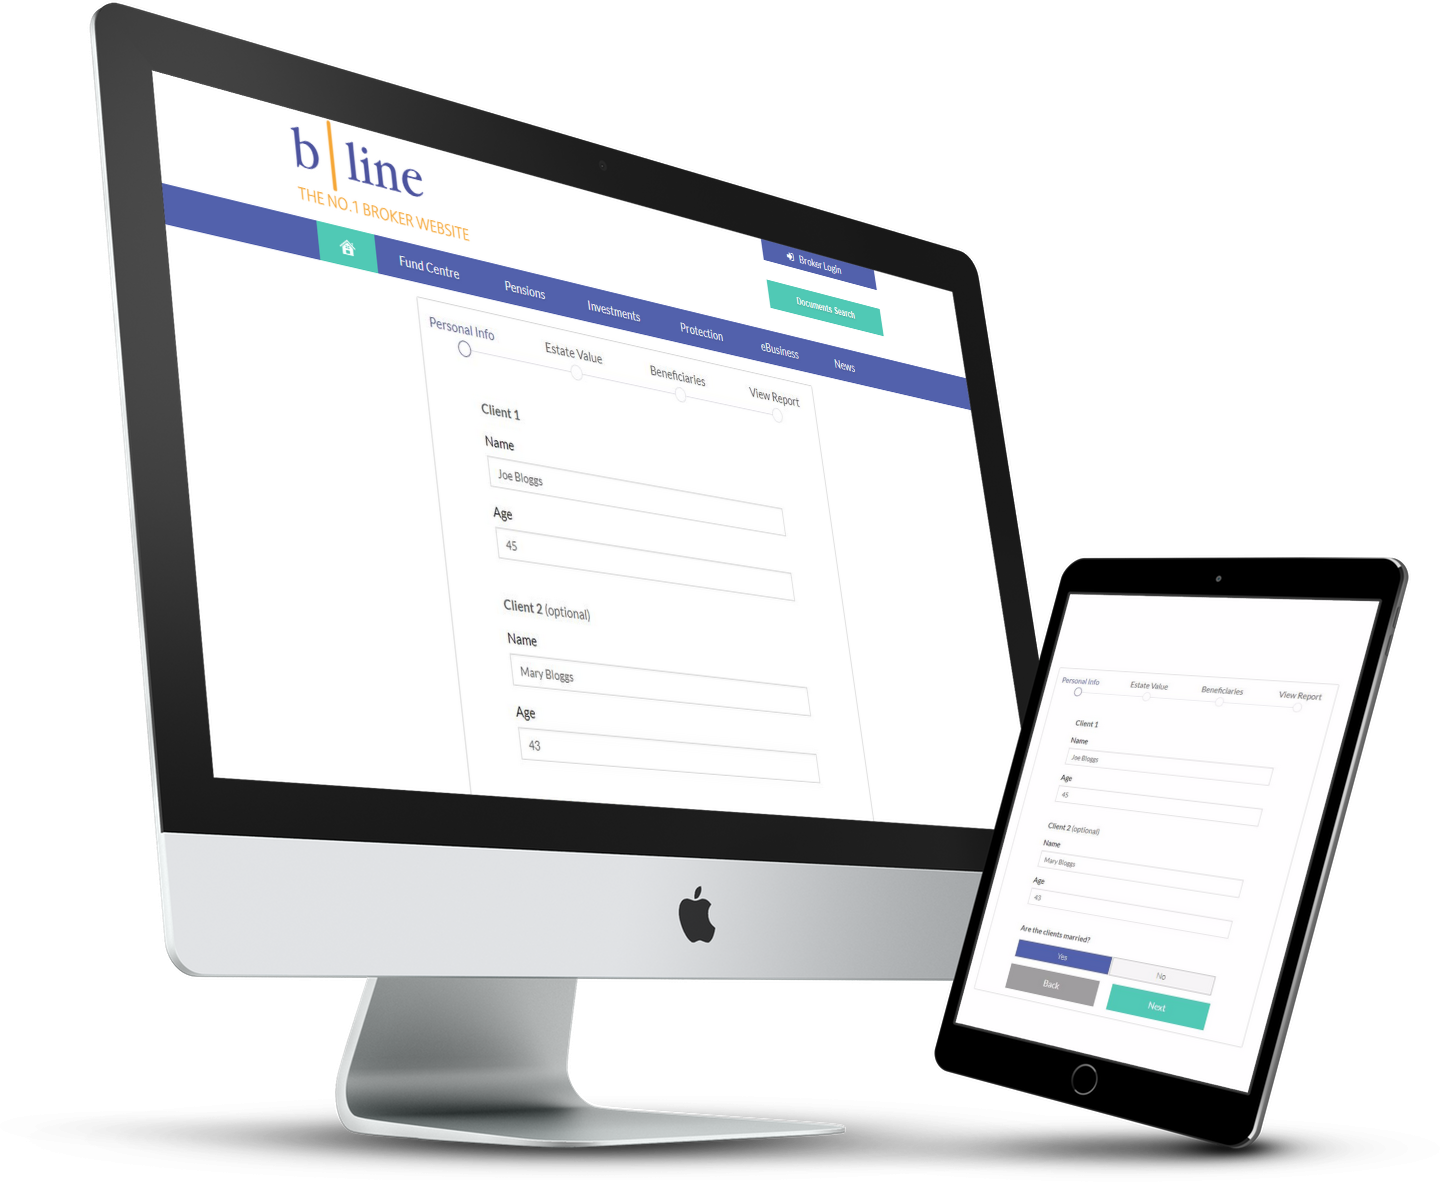 b|line
THE NO.1 BROKER WEBSITE
Broker Login
Documents Search
Fund Centre Pensions Investments Protection eBusiness News
Personal Info Estate Value Beneficiaries View Report
Client 1
Name
Joe Bloggs
Age
45
Client 2 (optional)
Name
Mary Bloggs
Age
43
Personal Info Estate Value Beneficiaries View Report
Client 1
Name
Joe Bloggs
Age
45
Client 2 (optional)
Name
Mary Bloggs
Age
43
Are the clients married?
Yes No
Back Next